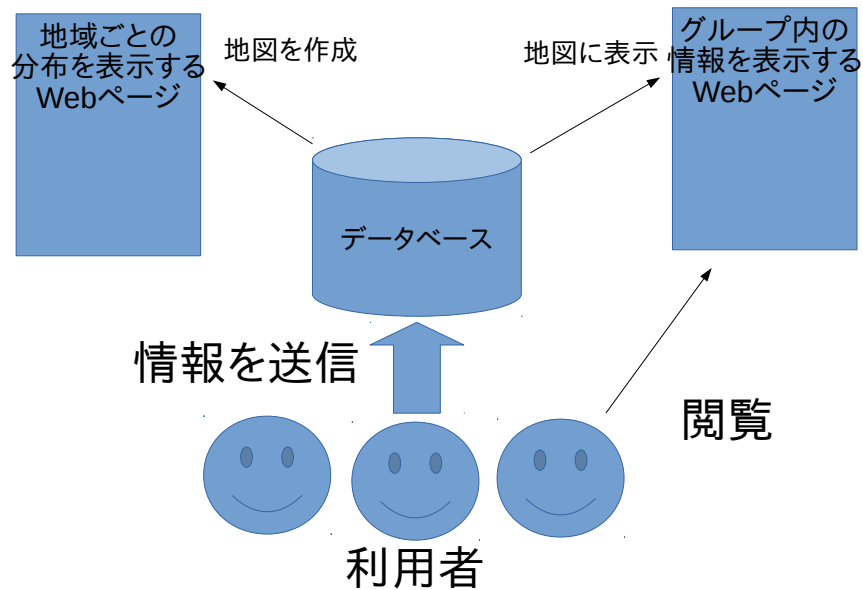 地域ごとの
分布を表示する
Webページ
地図を作成
地図に表示
グループ内の
情報を表示する
Webページ
データベース
情報を送信
閲覧
利用者